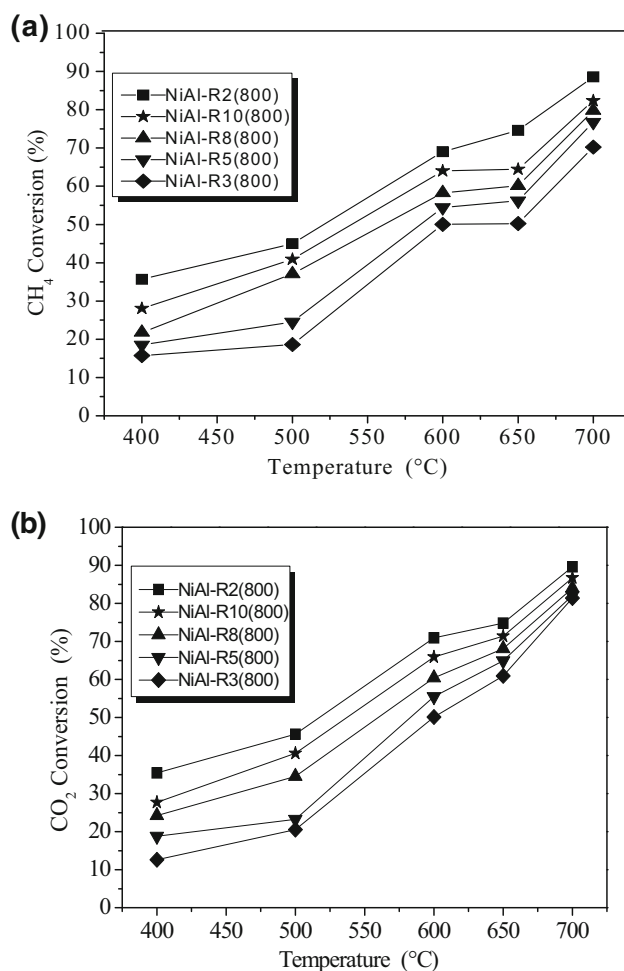 (a)
100
90
80
70
60
50
40
30
20
10
0
CH₄ Conversion (%)
NiAl-R2(800)
NiAl-R10(800)
NiAl-R8(800)
NiAl-R5(800)
NiAl-R3(800)
400 450 500 550 600 650 700
Temperature (°C)
(b)
100
90
80
70
60
50
40
30
20
10
0
CO₂ Conversion (%)
NiAl-R2(800)
NiAl-R10(800)
NiAl-R8(800)
NiAl-R5(800)
NiAl-R3(800)
400 450 500 550 600 650 700
Temperature (°C)